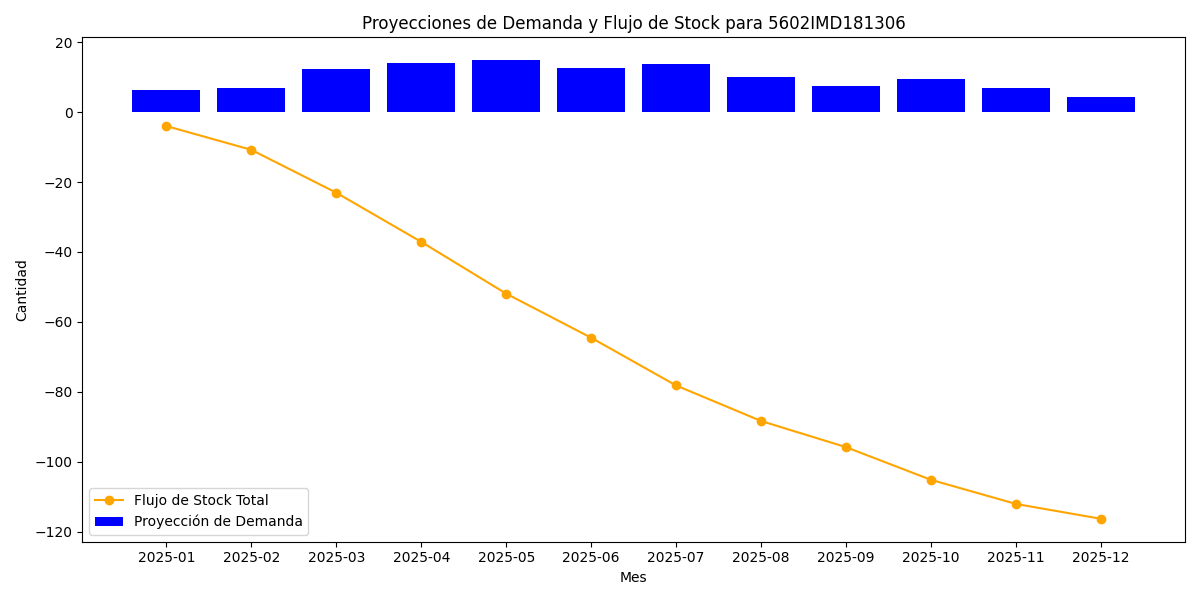 Proyecciones de Demanda y Flujo de Stock para 5602IMD181306
Cantidad
20
0
−20
−40
−60
−80
−100
−120
Flujo de Stock Total
Proyección de Demanda
2025-01 2025-02 2025-03 2025-04 2025-05 2025-06 2025-07 2025-08 2025-09 2025-10 2025-11 2025-12
Mes